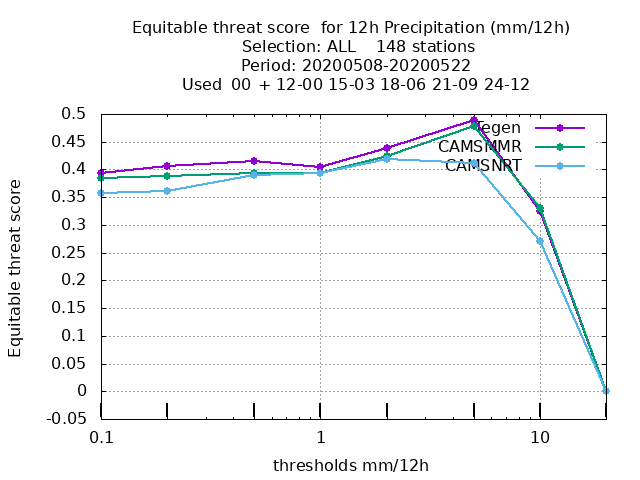 Equitable threat score  for 12h Precipitation (mm/12h)
Selection: ALL    148 stations
Period: 20200508-20200522
Used  00 + 12-00 15-03 18-06 21-09 24-12
Equitable threat score
0.5
0.45
0.4
0.35
0.3
0.25
0.2
0.15
0.1
0.05
0
-0.05
Tegen
CAMSMMR
CAMSNRT
0.1
1
10
thresholds mm/12h